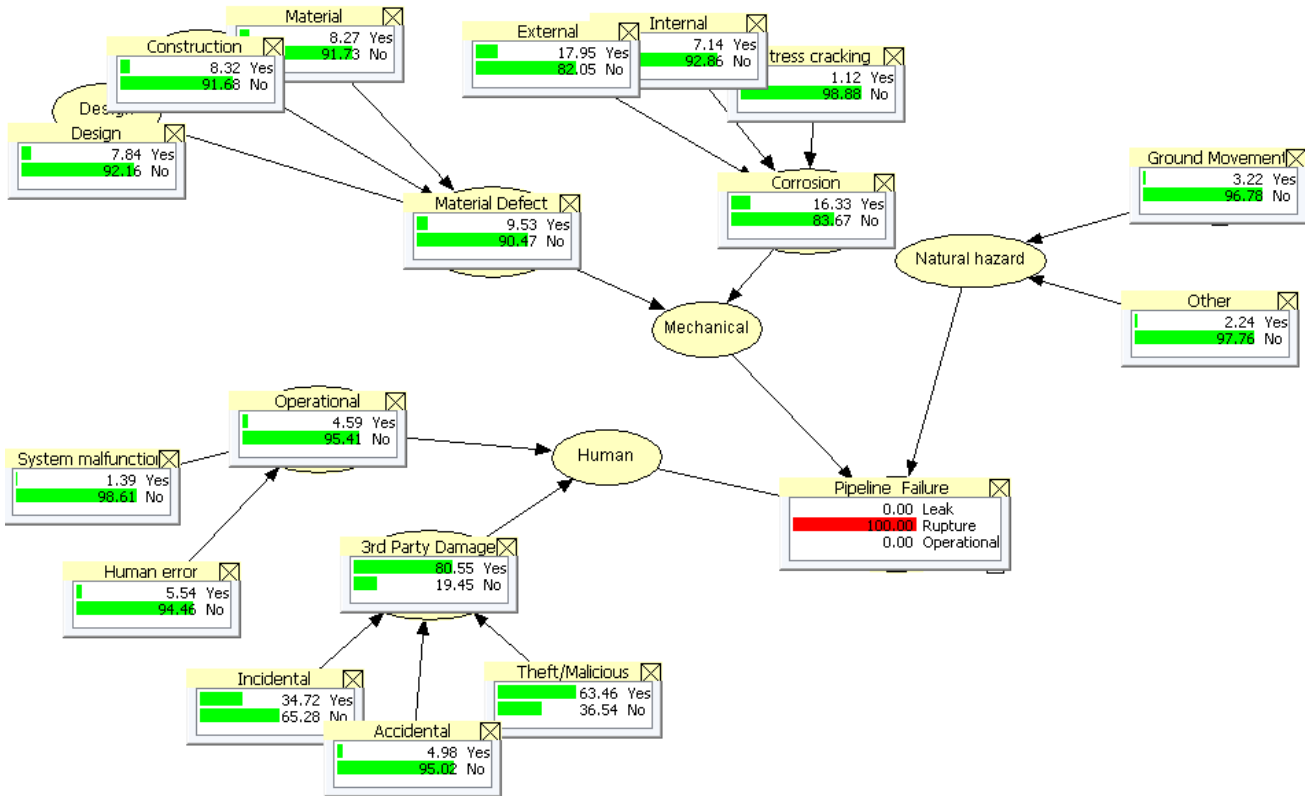 Material
8.27 Yes
91.73 No
Construction
8.32 Yes
91.68 No
Design
Design
7.84 Yes
92.16 No
External
17.95 Yes
82.05 No
Internal
7.14 Yes
92.86 No
tress cracking
1.12 Yes
98.88 No
Ground Movement
3.22 Yes
96.78 No
Material Defect
9.53 Yes
90.47 No
Corrosion
16.33 Yes
83.67 No
Natural hazard
Other
2.24 Yes
97.76 No
Mechanical
Operational
4.59 Yes
95.41 No
System malfunction
1.39 Yes
98.61 No
Human
Pipeline Failure
0.00 Leak
100.00 Rupture
0.00 Operational
3rd Party Damage
80.55 Yes
19.45 No
Human error
5.54 Yes
94.46 No
Incidental
34.72 Yes
65.28 No
Theft/Malicious
63.46 Yes
36.54 No
Accidental
4.98 Yes
95.02 No